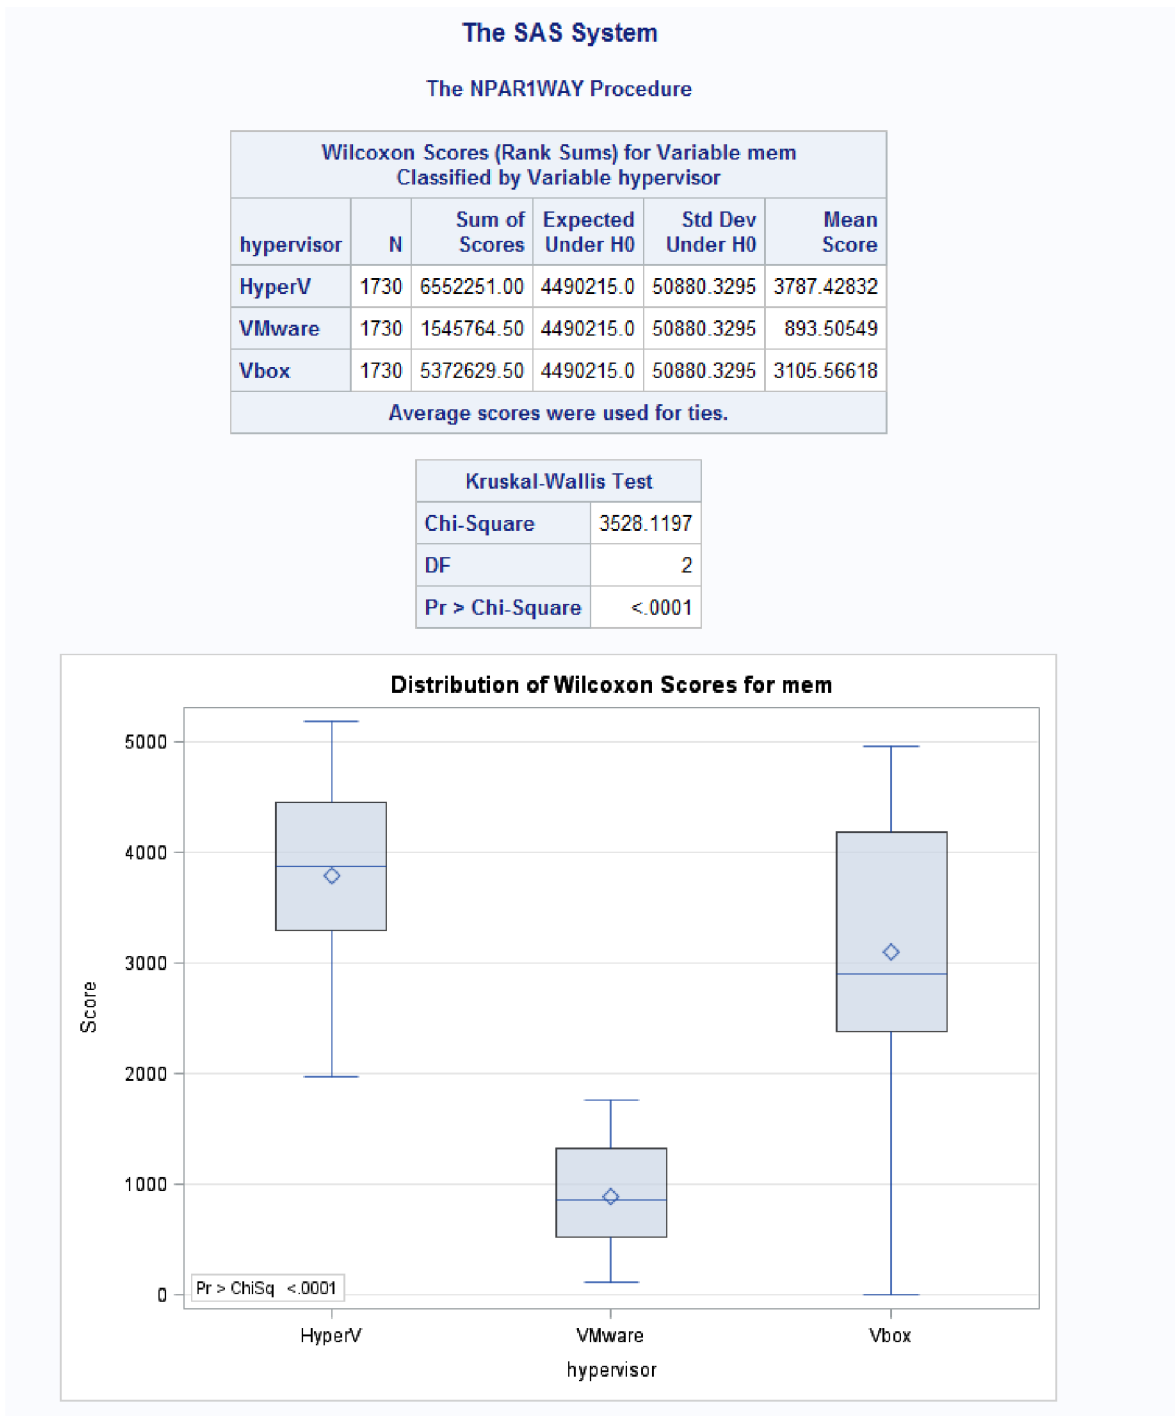 The SAS System
The NPAR1WAY Procedure
Wilcoxon Scores (Rank Sums) for Variable mem
Classified by Variable hypervisor
hypervisor N Sum of Scores Expected Under H0 Std Dev Under H0 Mean Score
HyperV 1730 6552251.00 4490215.0 50880.3295 3787.42832
VMware 1730 1545764.50 4490215.0 50880.3295 893.50549
Vbox 1730 5372629.50 4490215.0 50880.3295 3105.56618
Average scores were used for ties.
Kruskal-Wallis Test
Chi-Square 3528.1197
DF 2
Pr > Chi-Square <.0001
Distribution of Wilcoxon Scores for mem
5000
4000
3000
2000
1000
0
Score
Pr > ChiSq <.0001
HyperV VMware Vbox
hypervisor